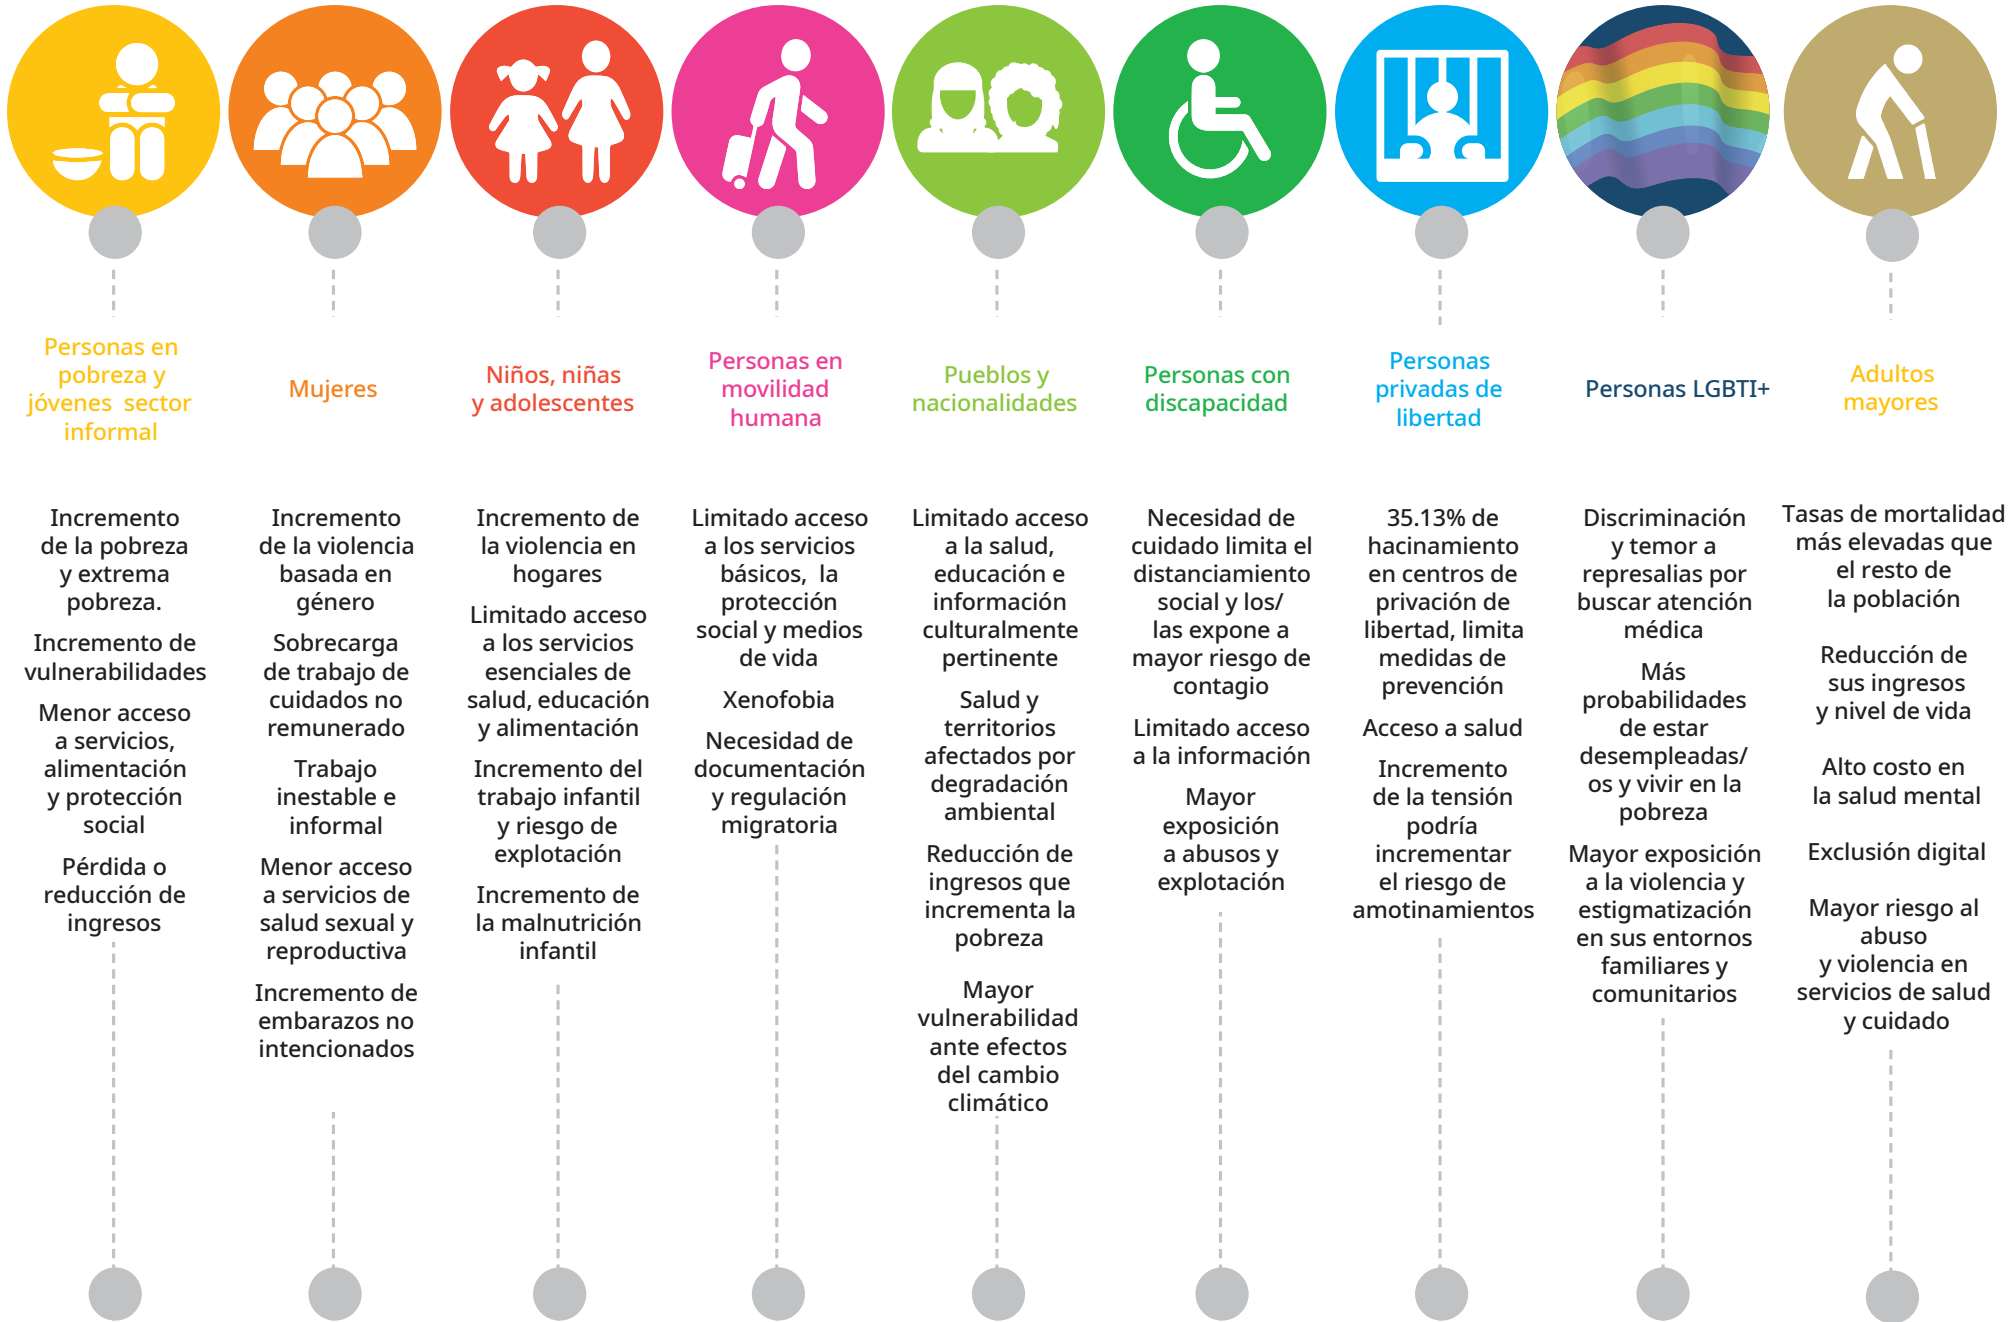 Personas en
pobreza y
jóvenes sector
informal
Incremento
de la pobreza
y extrema
pobreza.
Incremento de
vulnerabilidades
Menor acceso
a servicios,
alimentación
y protección
social
Pérdida o
reducción de
ingresos
Mujeres
Incremento
de la violencia
basada en
género
Sobrecarga
de trabajo de
cuidados no
remunerado
Trabajo
inestable e
informal
Menor acceso
a servicios de
salud sexual y
reproductiva
Incremento de
embarazos no
intencionados
Niños, niñas
y adolescentes
Incremento de
la violencia en
hogares
Limitado acceso
a los servicios
esenciales de
salud, educación
y alimentación
Incremento del
trabajo infantil
y riesgo de
explotación
Incremento de
la malnutrición
infantil
Personas en
movilidad
humana
Limitado acceso
a los servicios
básicos, la
protección
social y medios
de vida
Xenofobia
Necesidad de
documentación
y regulación
migratoria
Pueblos y
nacionalidades
Limitado acceso
a la salud,
educación e
información
culturalmente
pertinente
Salud y
territorios
afectados por
degradación
ambiental
Reducción de
ingresos que
incrementa la
pobreza
Mayor
vulnerabilidad
ante efectos
del cambio
climático
Personas con
discapacidad
Necesidad de
cuidado limita el
distanciamiento
social y los/
las expone a
mayor riesgo de
contagio
Limitado acceso
a la información
Mayor
exposición
a abusos y
explotación
Personas
privadas de
libertad
35.13% de
hacinamiento
en centros de
privación de
libertad, limita
medidas de
prevención
Acceso a salud
Incremento
de la tensión
podría
incrementar
el riesgo de
amotinamientos
Personas LGBTI+
Discriminación
y temor a
represalias por
buscar atención
médica
Más
probabilidades
de estar
desempleadas/
os y vivir en la
pobreza
Mayor exposición
a la violencia y
estigmatización
en sus entornos
familiares y
comunitarios
Adultos
mayores
Tasas de mortalidad
más elevadas que
el resto de
la población
Reducción de
sus ingresos
y nivel de vida
Alto costo en
la salud mental
Exclusión digital
Mayor riesgo al
abuso
y violencia en
servicios de salud
y cuidado